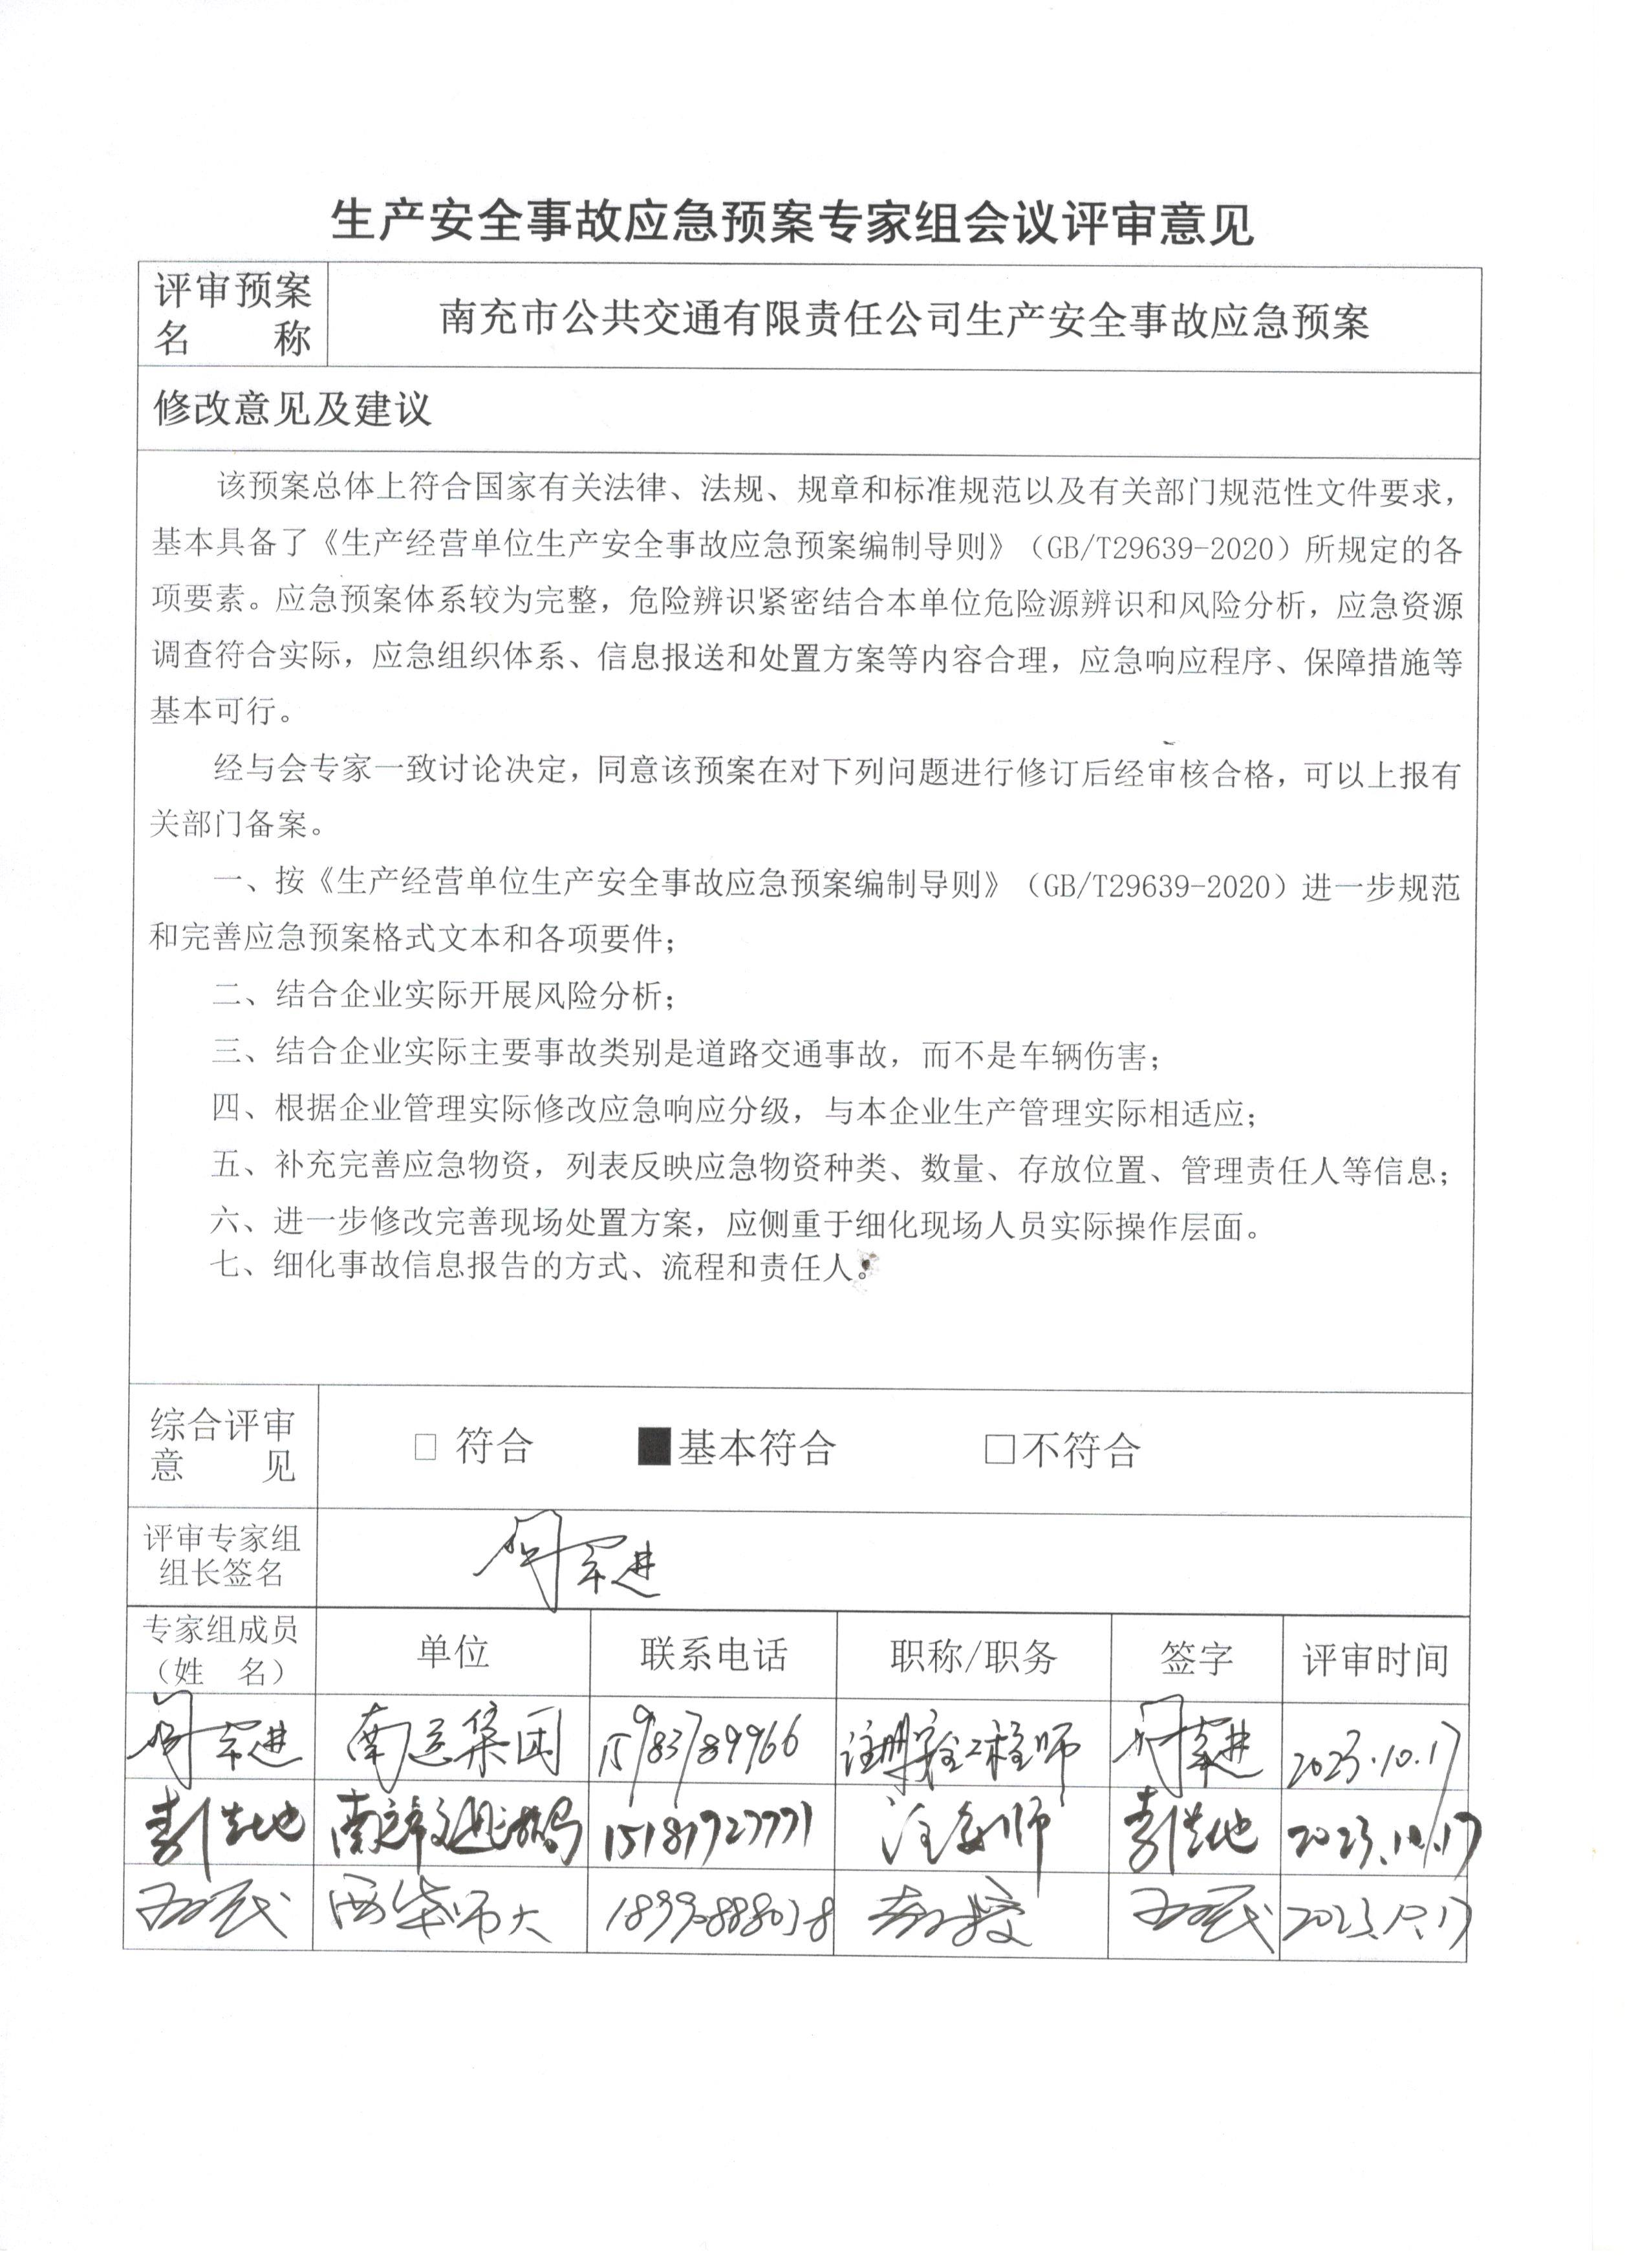 生产安全事故应急预案专家组会议评审意见
评审预案
名 称
南充市公共交通有限责任公司生产安全事故应急预案
修改意见及建议
该预案总体上符合国家有关法律、法规、规章和标准规范以及有关部门规范性文件要求，
基本具备了《生产经营单位生产安全事故应急预案编制导则》（GB/T29639-2020）所规定的各
项要素。应急预案体系较为完整，危险辨识紧密结合本单位危险源辨识和风险分析，应急资源
调查符合实际，应急组织体系、信息报送和处置方案等内容合理，应急响应程序、保障措施等
基本可行。
经与会专家一致讨论决定，同意该预案在对下列问题进行修订后经审核合格，可以上报有
关部门备案。
一、按《生产经营单位生产安全事故应急预案编制导则》（GB/T29639-2020）进一步规范
和完善应急预案格式文本和各项要件；
二、结合企业实际开展风险分析；
三、结合企业实际主要事故类别是道路交通事故，而不是车辆伤害；
四、根据企业管理实际修改应急响应分级，与本企业生产管理实际相适应；
五、补充完善应急物资，列表反映应急物资种类、数量、存放位置、管理责任人等信息；
六、进一步修改完善现场处置方案，应侧重于细化现场人员实际操作层面。
七、细化事故信息报告的方式、流程和责任人。
综合评审
意 见
□ 符合 ■基本符合 □不符合
评审专家组
组长签名
专家组成员
（姓 名）
单位
联系电话
职称/职务
签字
评审时间
南运集团 15983789966 注册安全工程师 2023.10.17
15181727771 2023.10.17
西华师大 教授 2023.10.17